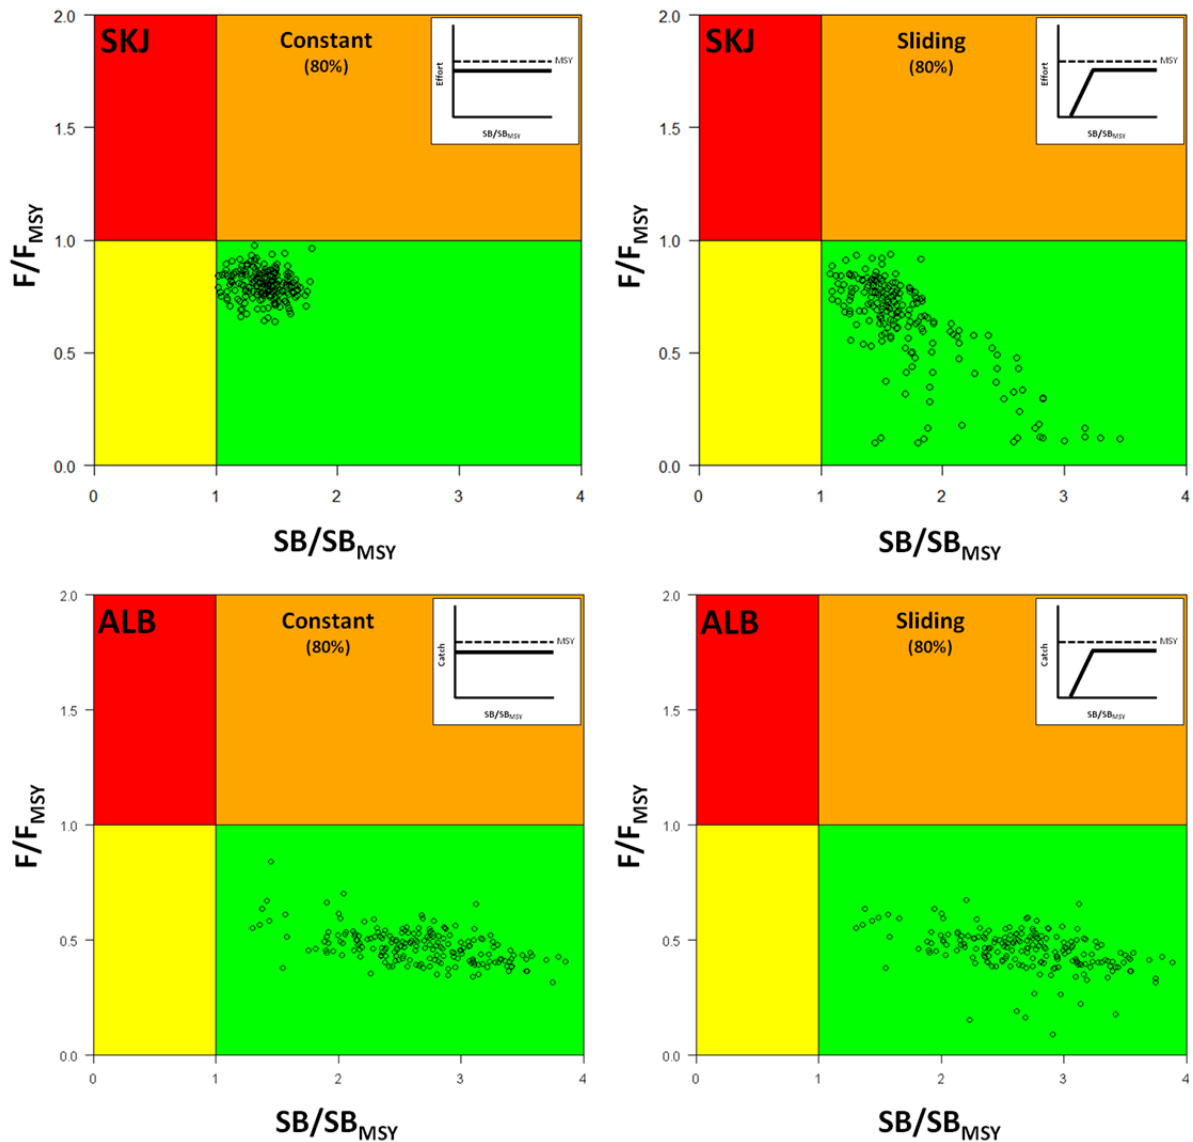 2.0
SKJ
Constant
(80%)
Effort
MSY
SB/SBMSY
1.5
1.0
0.5
0.0
F/FMSY
0 1 2 3 4
SB/SBMSY
2.0
SKJ
Sliding
(80%)
Effort
MSY
SB/SBMSY
1.5
1.0
0.5
0.0
F/FMSY
0 1 2 3 4
SB/SBMSY
2.0
ALB
Constant
(80%)
Catch
MSY
SB/SBMSY
1.5
1.0
0.5
0.0
F/FMSY
0 1 2 3 4
SB/SBMSY
2.0
ALB
Sliding
(80%)
Catch
MSY
SB/SBMSY
1.5
1.0
0.5
0.0
F/FMSY
0 1 2 3 4
SB/SBMSY